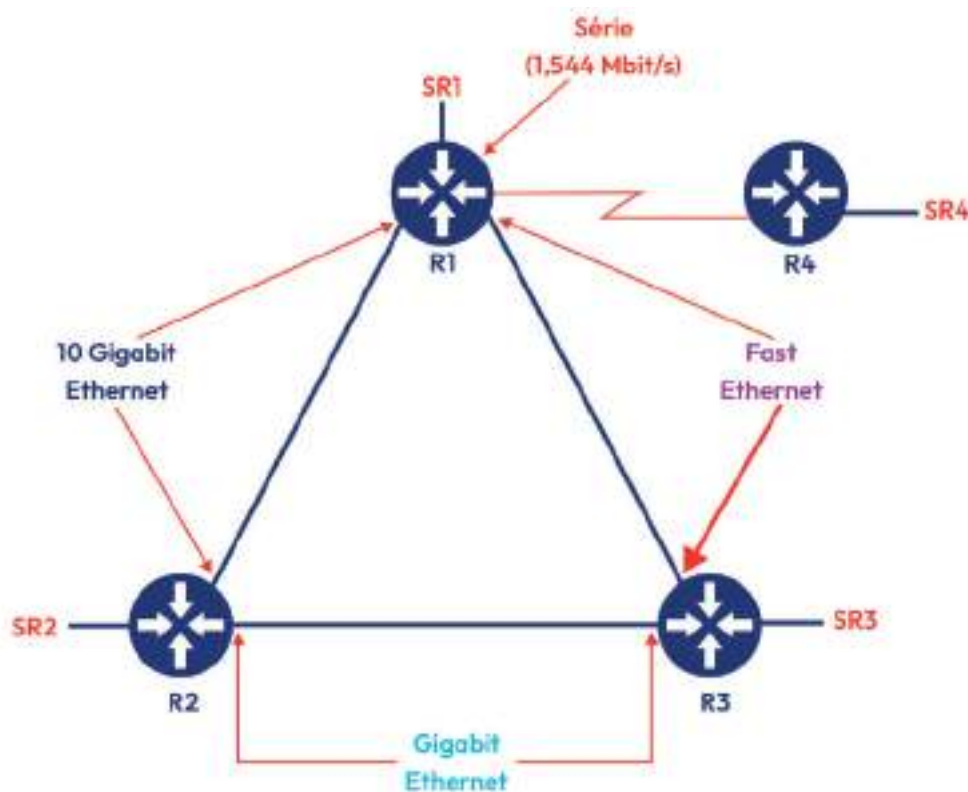 Série
(1,544 Mbit/s)
SR1
SR4
R1
R4
10 Gigabit
Ethernet
Fast
Ethernet
SR2
SR3
R2
R3
Gigabit
Ethernet